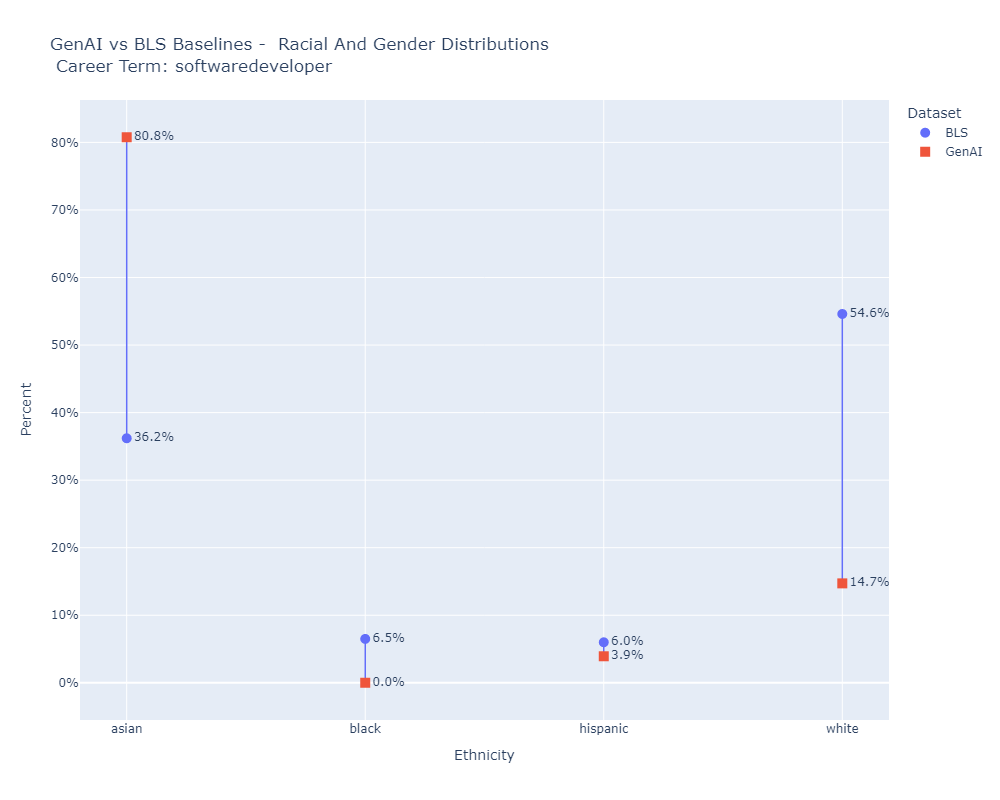 GenAI vs BLS Baselines - Racial And Gender Distributions
Career Term: softwaredeveloper
Dataset
BLS
GenAI
80%
70%
60%
50%
40%
30%
20%
10%
0%
Percent
80.8%
36.2%
6.5%
0.0%
6.0%
3.9%
54.6%
14.7%
asian
black
hispanic
white
Ethnicity